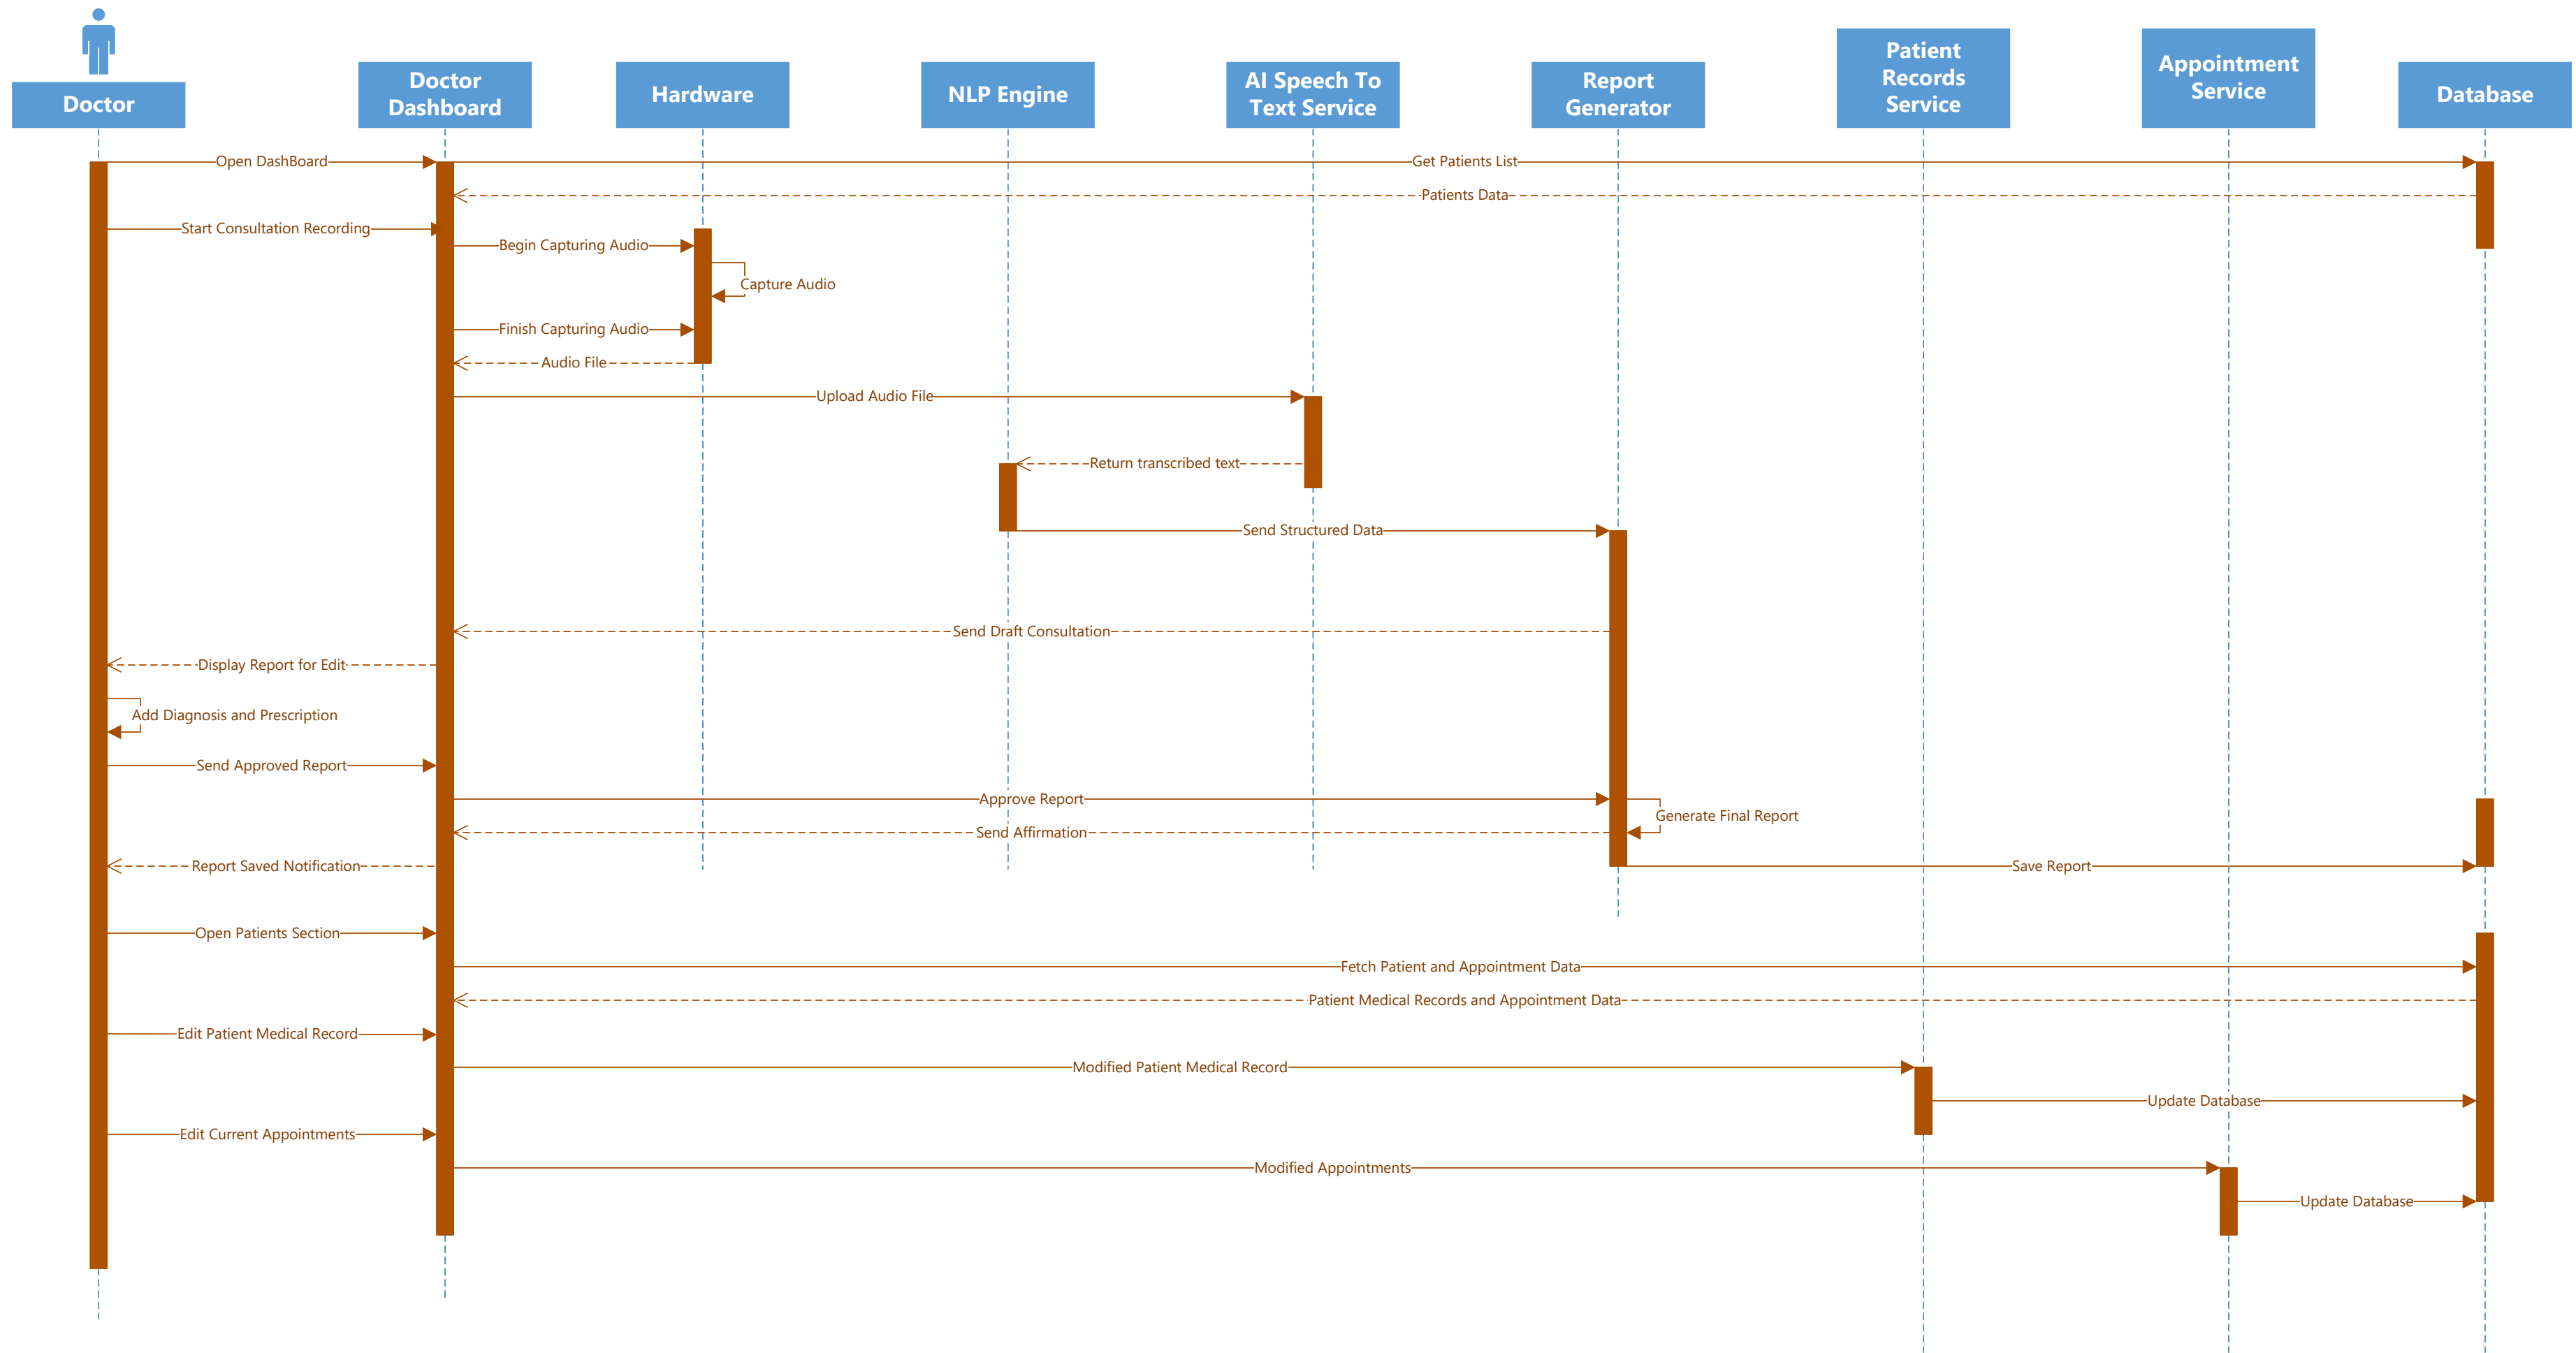 Doctor
Doctor
Dashboard
Hardware
NLP Engine
AI Speech To
Text Service
Report
Generator
Patient
Records
Service
Appointment
Service
Database
Open DashBoard
Get Patients List
Patients Data
Start Consultation Recording
Begin Capturing Audio
Capture Audio
Finish Capturing Audio
Audio File
Upload Audio File
Return transcribed text
Send Structured Data
Send Draft Consultation
Display Report for Edit
Add Diagnosis and Prescription
Send Approved Report
Approve Report
Generate Final Report
Send Affirmation
Report Saved Notification
Save Report
Open Patients Section
Fetch Patient and Appointment Data
Patient Medical Records and Appointment Data
Edit Patient Medical Record
Modified Patient Medical Record
Update Database
Edit Current Appointments
Modified Appointments
Update Database